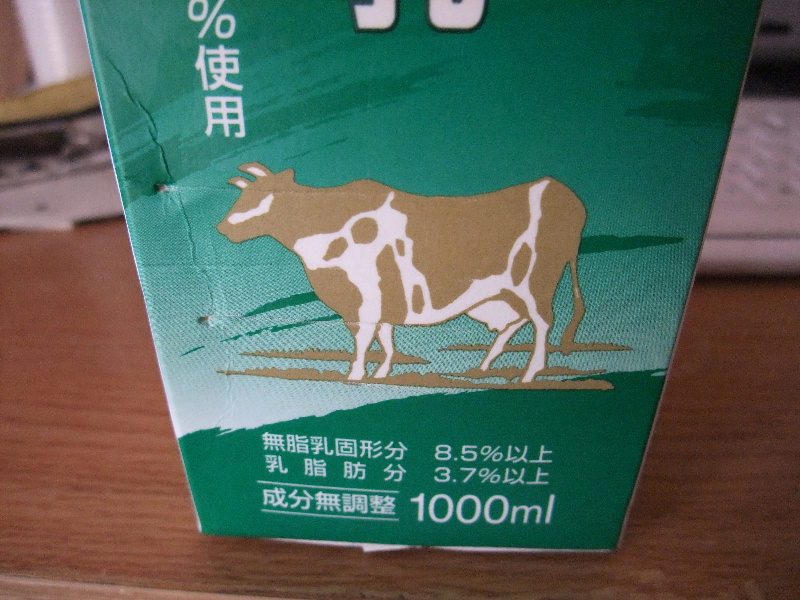 %使用
乳
無脂乳固形分 8.5%以上
乳脂肪分 3.7%以上
成分無調整 1000ml